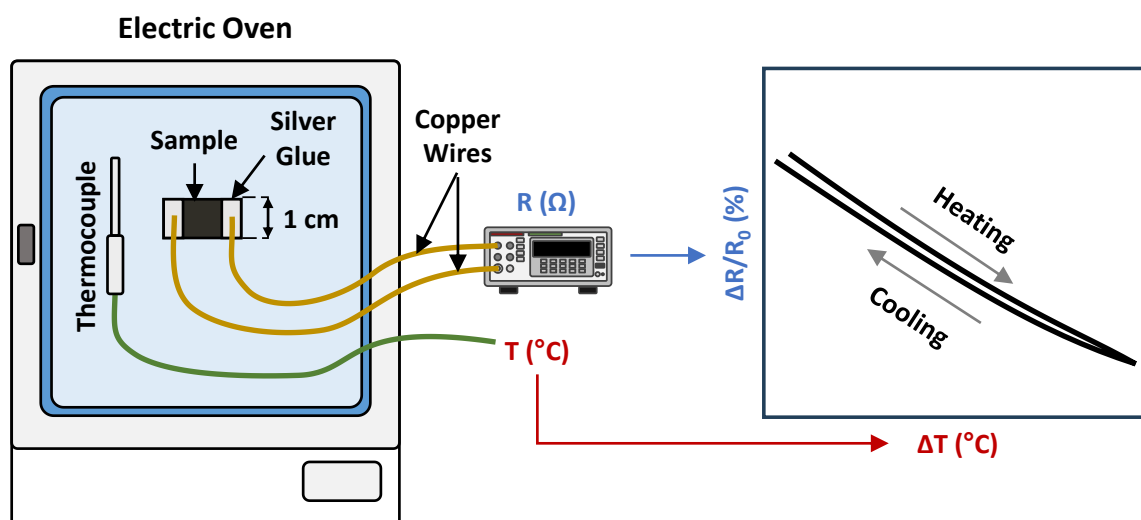 Electric Oven
Sample
Silver
Glue
1 cm
Thermocouple
Copper
Wires
R (Ω)
T (°C)
ΔR/R₀ (%)
Heating
Cooling
ΔT (°C)